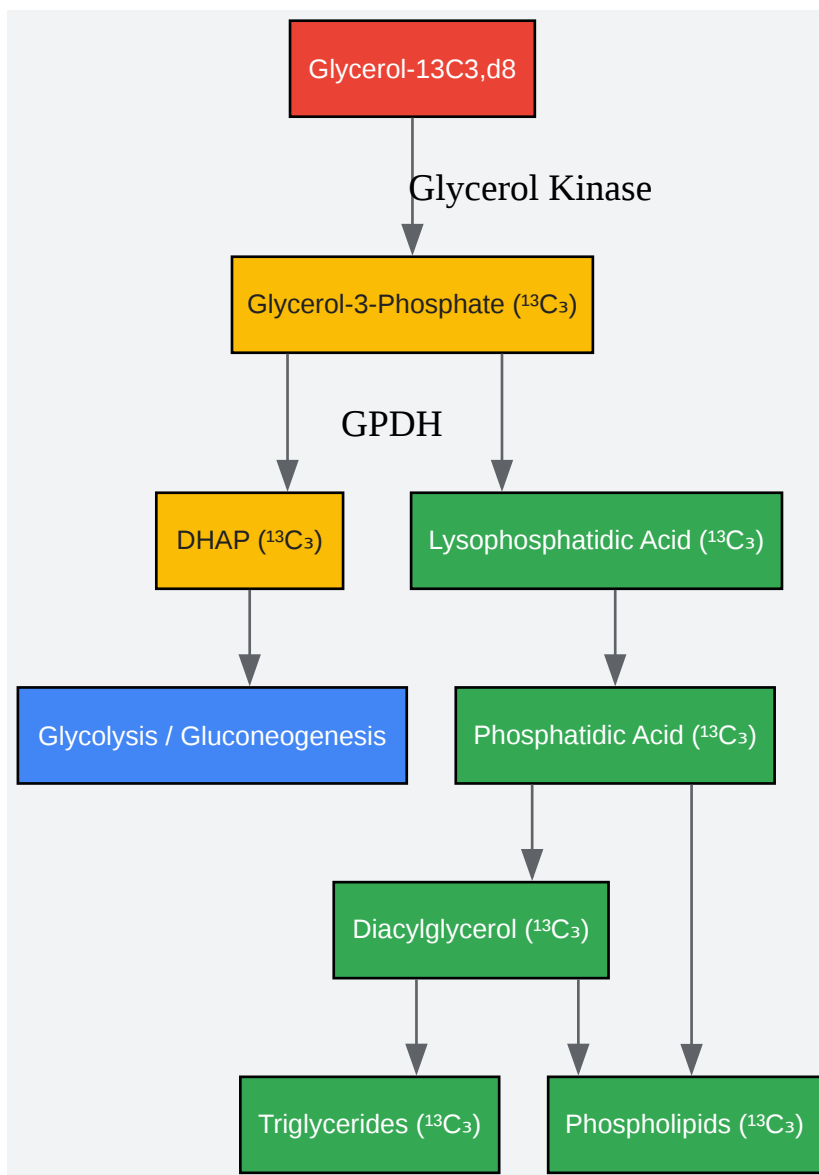 Glycerol-13C3,d8
Glycerol Kinase
Glycerol-3-Phosphate (¹³C₃)
GPDH
DHAP (¹³C₃)
Lysophosphatidic Acid (¹³C₃)
Glycolysis / Gluconeogenesis
Phosphatidic Acid (¹³C₃)
Diacylglycerol (¹³C₃)
Triglycerides (¹³C₃)
Phospholipids (¹³C₃)